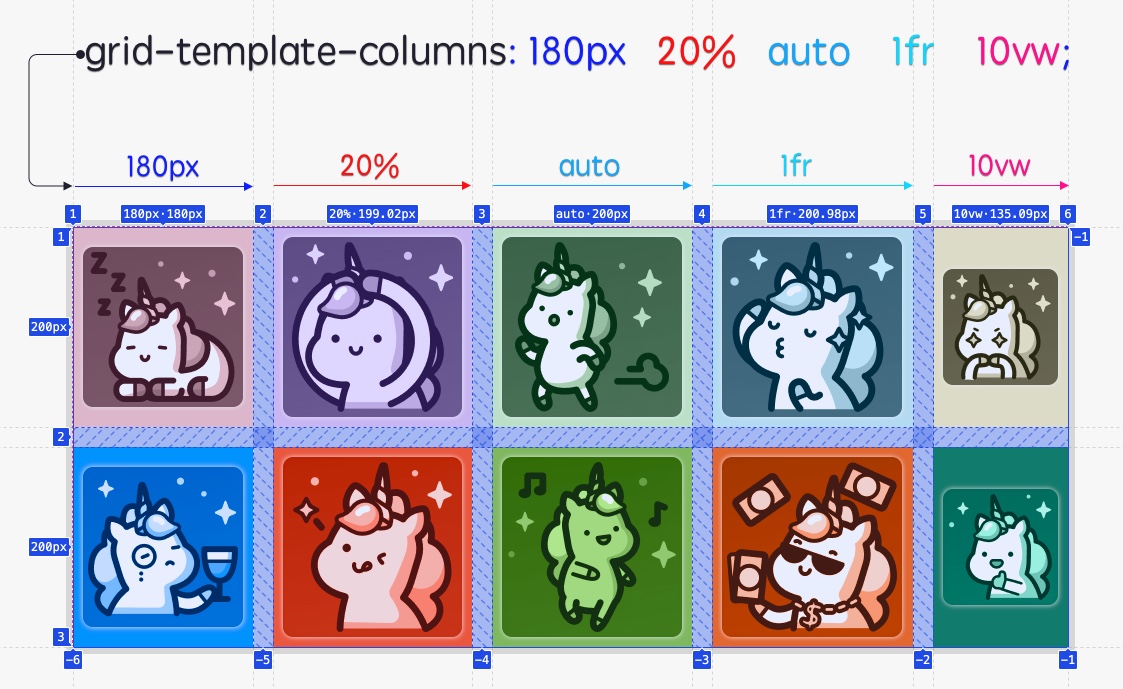 grid-template-columns: 180px 20% auto 1fr 10vw;
180px 20% auto 1fr 10vw
1 180px·180px 2 20%·199.02px 3 auto·200px 4 1fr·200.98px 5 10vw·135.09px 6
1 -1
Z
Z
Z
200px
2
200px
$
3
-6 -5 -4 -3 -2 -1